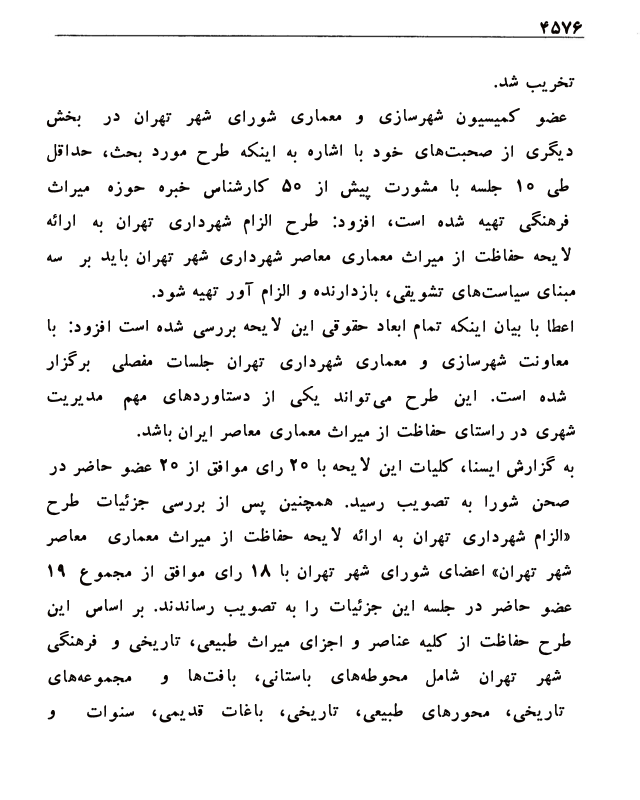 ۴۵۷۶
تخریب شد.
عضو کمیسیون شهرسازی و معماری شورای شهر تهران در بخش
دیگری از صحبت‌های خود با اشاره به اینکه طرح مورد بحث، حداقل
طی ۱۰ جلسه با مشورت پیش از ۵۰ کارشناس خبره حوزه میراث
فرهنگی تهیه شده است، افزود: طرح الزام شهرداری تهران به ارائه
لایحه حفاظت از میراث معماری معاصر شهرداری شهر تهران باید بر سه
مبنای سیاست‌های تشویقی، بازدارنده و الزام آور تهیه شود.
اعطا با بیان اینکه تمام ابعاد حقوقی این لایحه بررسی شده است افزود: با
معاونت شهرسازی و معماری شهرداری تهران جلسات مفصلی برگزار
شده است. این طرح می‌تواند یکی از دستاوردهای مهم مدیریت
شهری در راستای حفاظت از میراث معماری معاصر ایران باشد.
به گزارش ایسنا، کلیات این لایحه با ۲۰ رای موافق از ۲۰ عضو حاضر در
صحن شورا به تصویب رسید. همچنین پس از بررسی جزئیات طرح
«الزام شهرداری تهران به ارائه لایحه حفاظت از میراث معماری معاصر
شهر تهران» اعضای شورای شهر تهران با ۱۸ رای موافق از مجموع ۱۹
عضو حاضر در جلسه این جزئیات را به تصویب رساندند. بر اساس این
طرح حفاظت از کلیه عناصر و اجزای میراث طبیعی، تاریخی و فرهنگی
شهر تهران شامل محوطه‌های باستانی، بافت‌ها و مجموعه‌های
تاریخی، محورهای طبیعی، تاریخی، باغات قدیمی، سنوات و